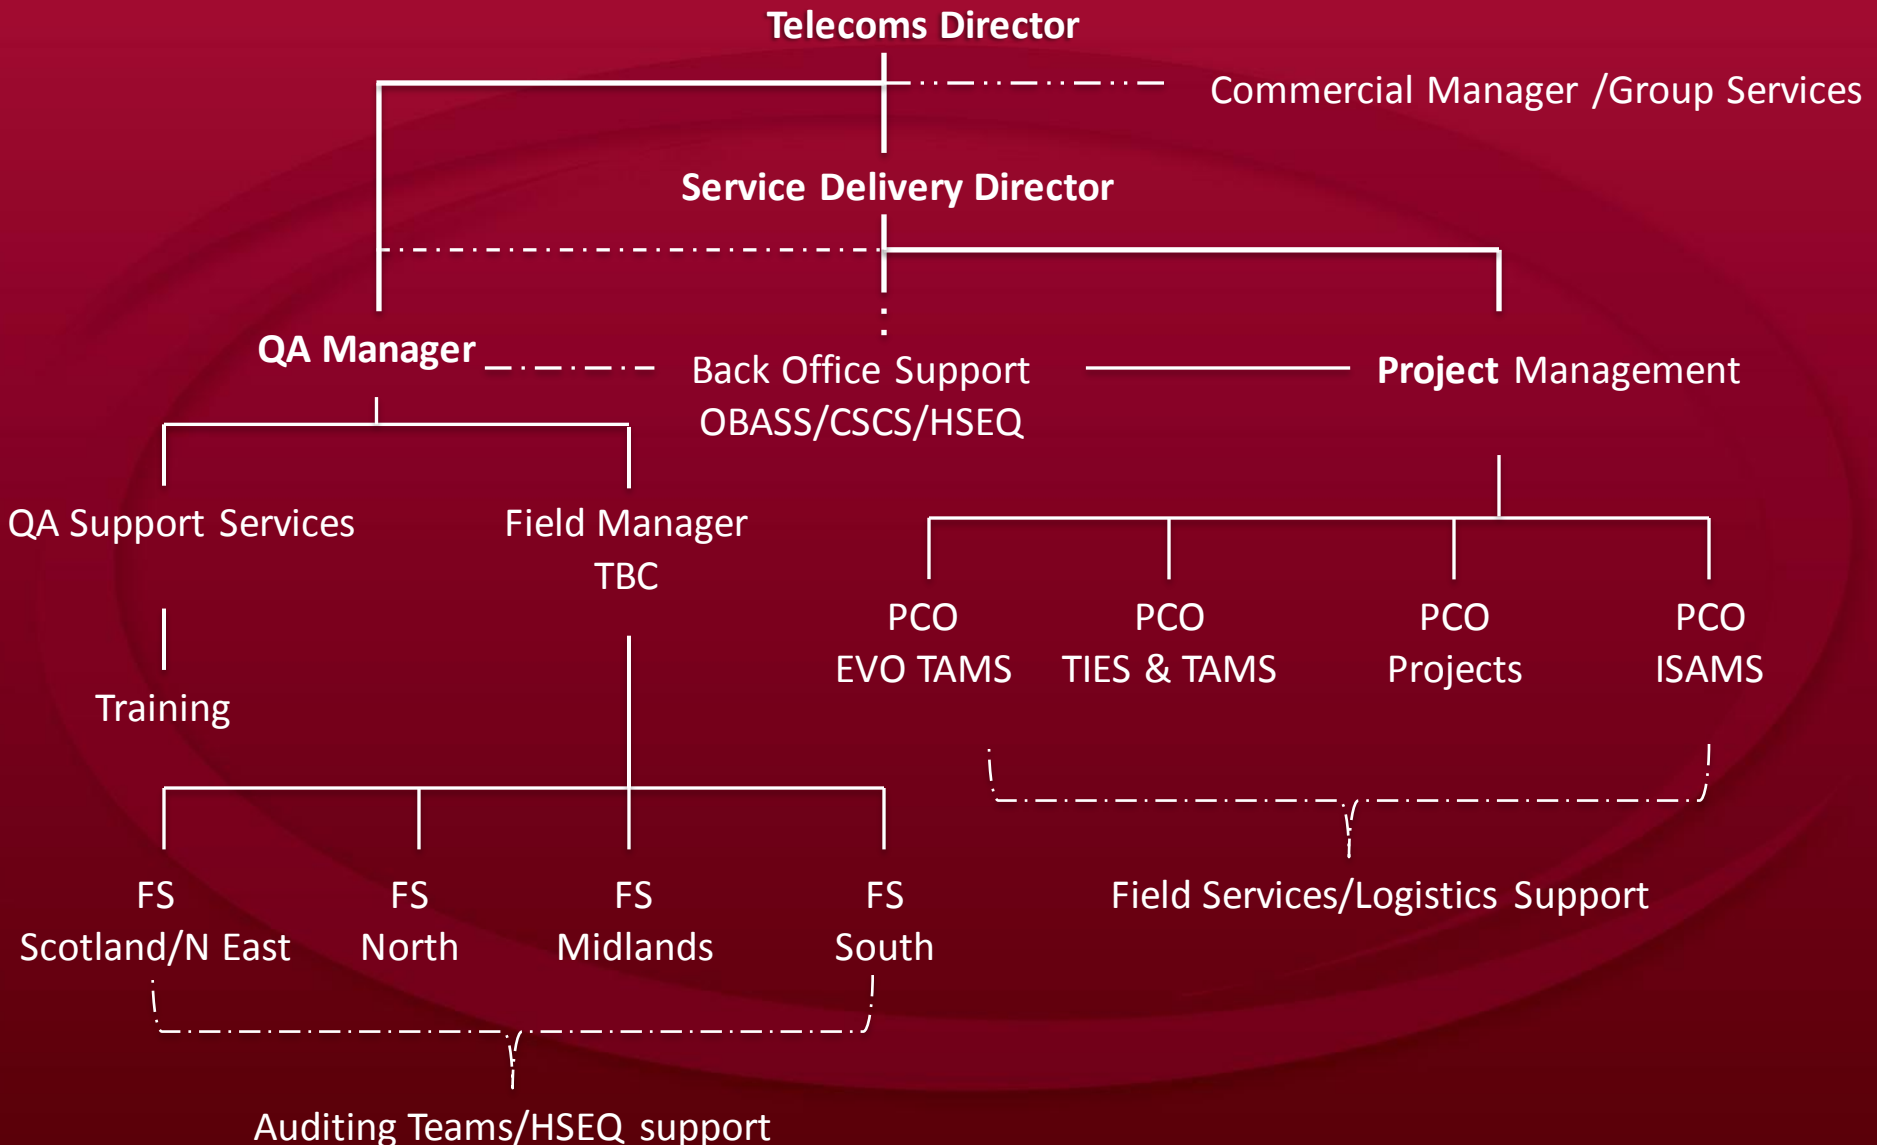 Telecoms Director
Commercial Manager /Group Services
Service Delivery Director
QA Manager
Back Office Support
OBASS/CSCS/HSEQ
Project Management
QA Support Services
Field Manager
TBC
PCO
EVO TAMS
PCO
TIES & TAMS
PCO
Projects
PCO
ISAMS
Training
FS
Scotland/N East
FS
North
FS
Midlands
FS
South
Field Services/Logistics Support
Auditing Teams/HSEQ support